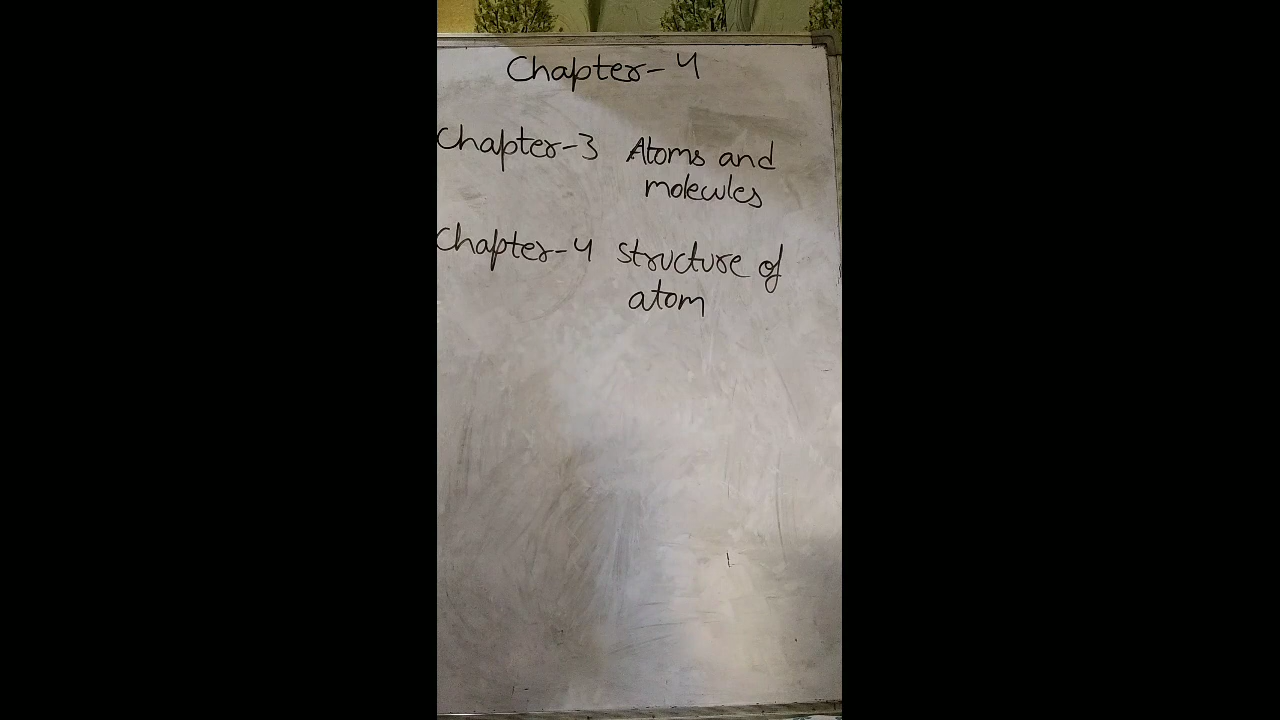 Chapter-4
Chapter-3 Atoms and
molecules
Chapter-4 structure of
atom